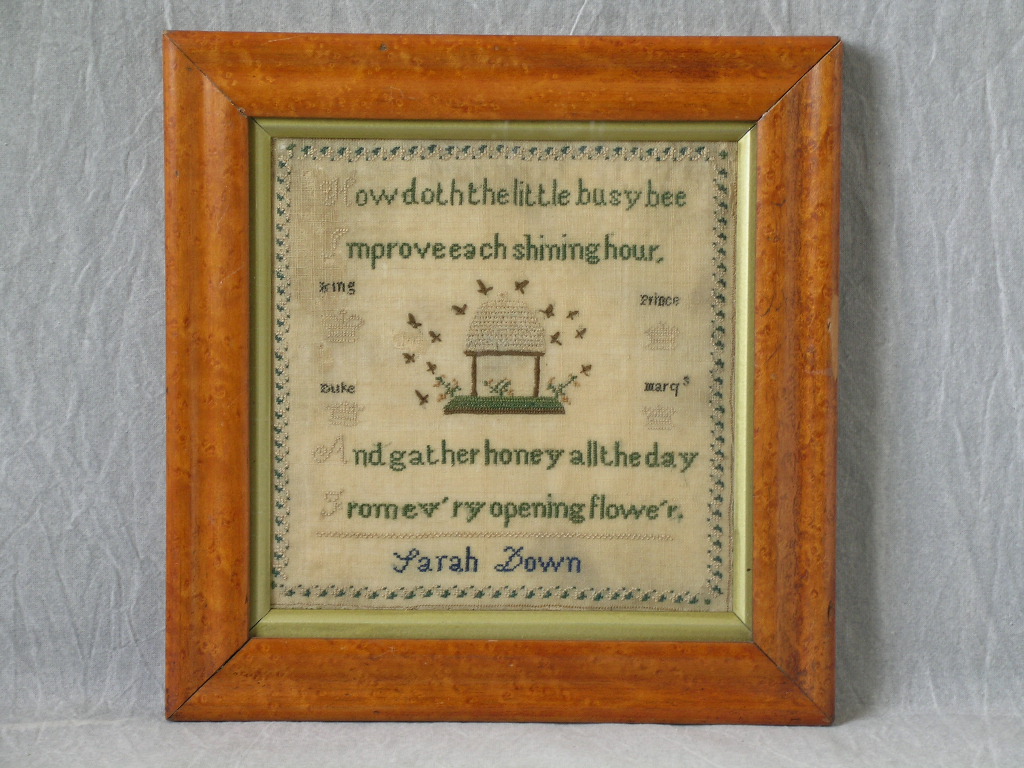 How doth the little busy bee
Improve each shining hour,
King
Prince
Duke
Marqs
And gather honey all the day
From ev'ry opening flowe'r.
Sarah Down